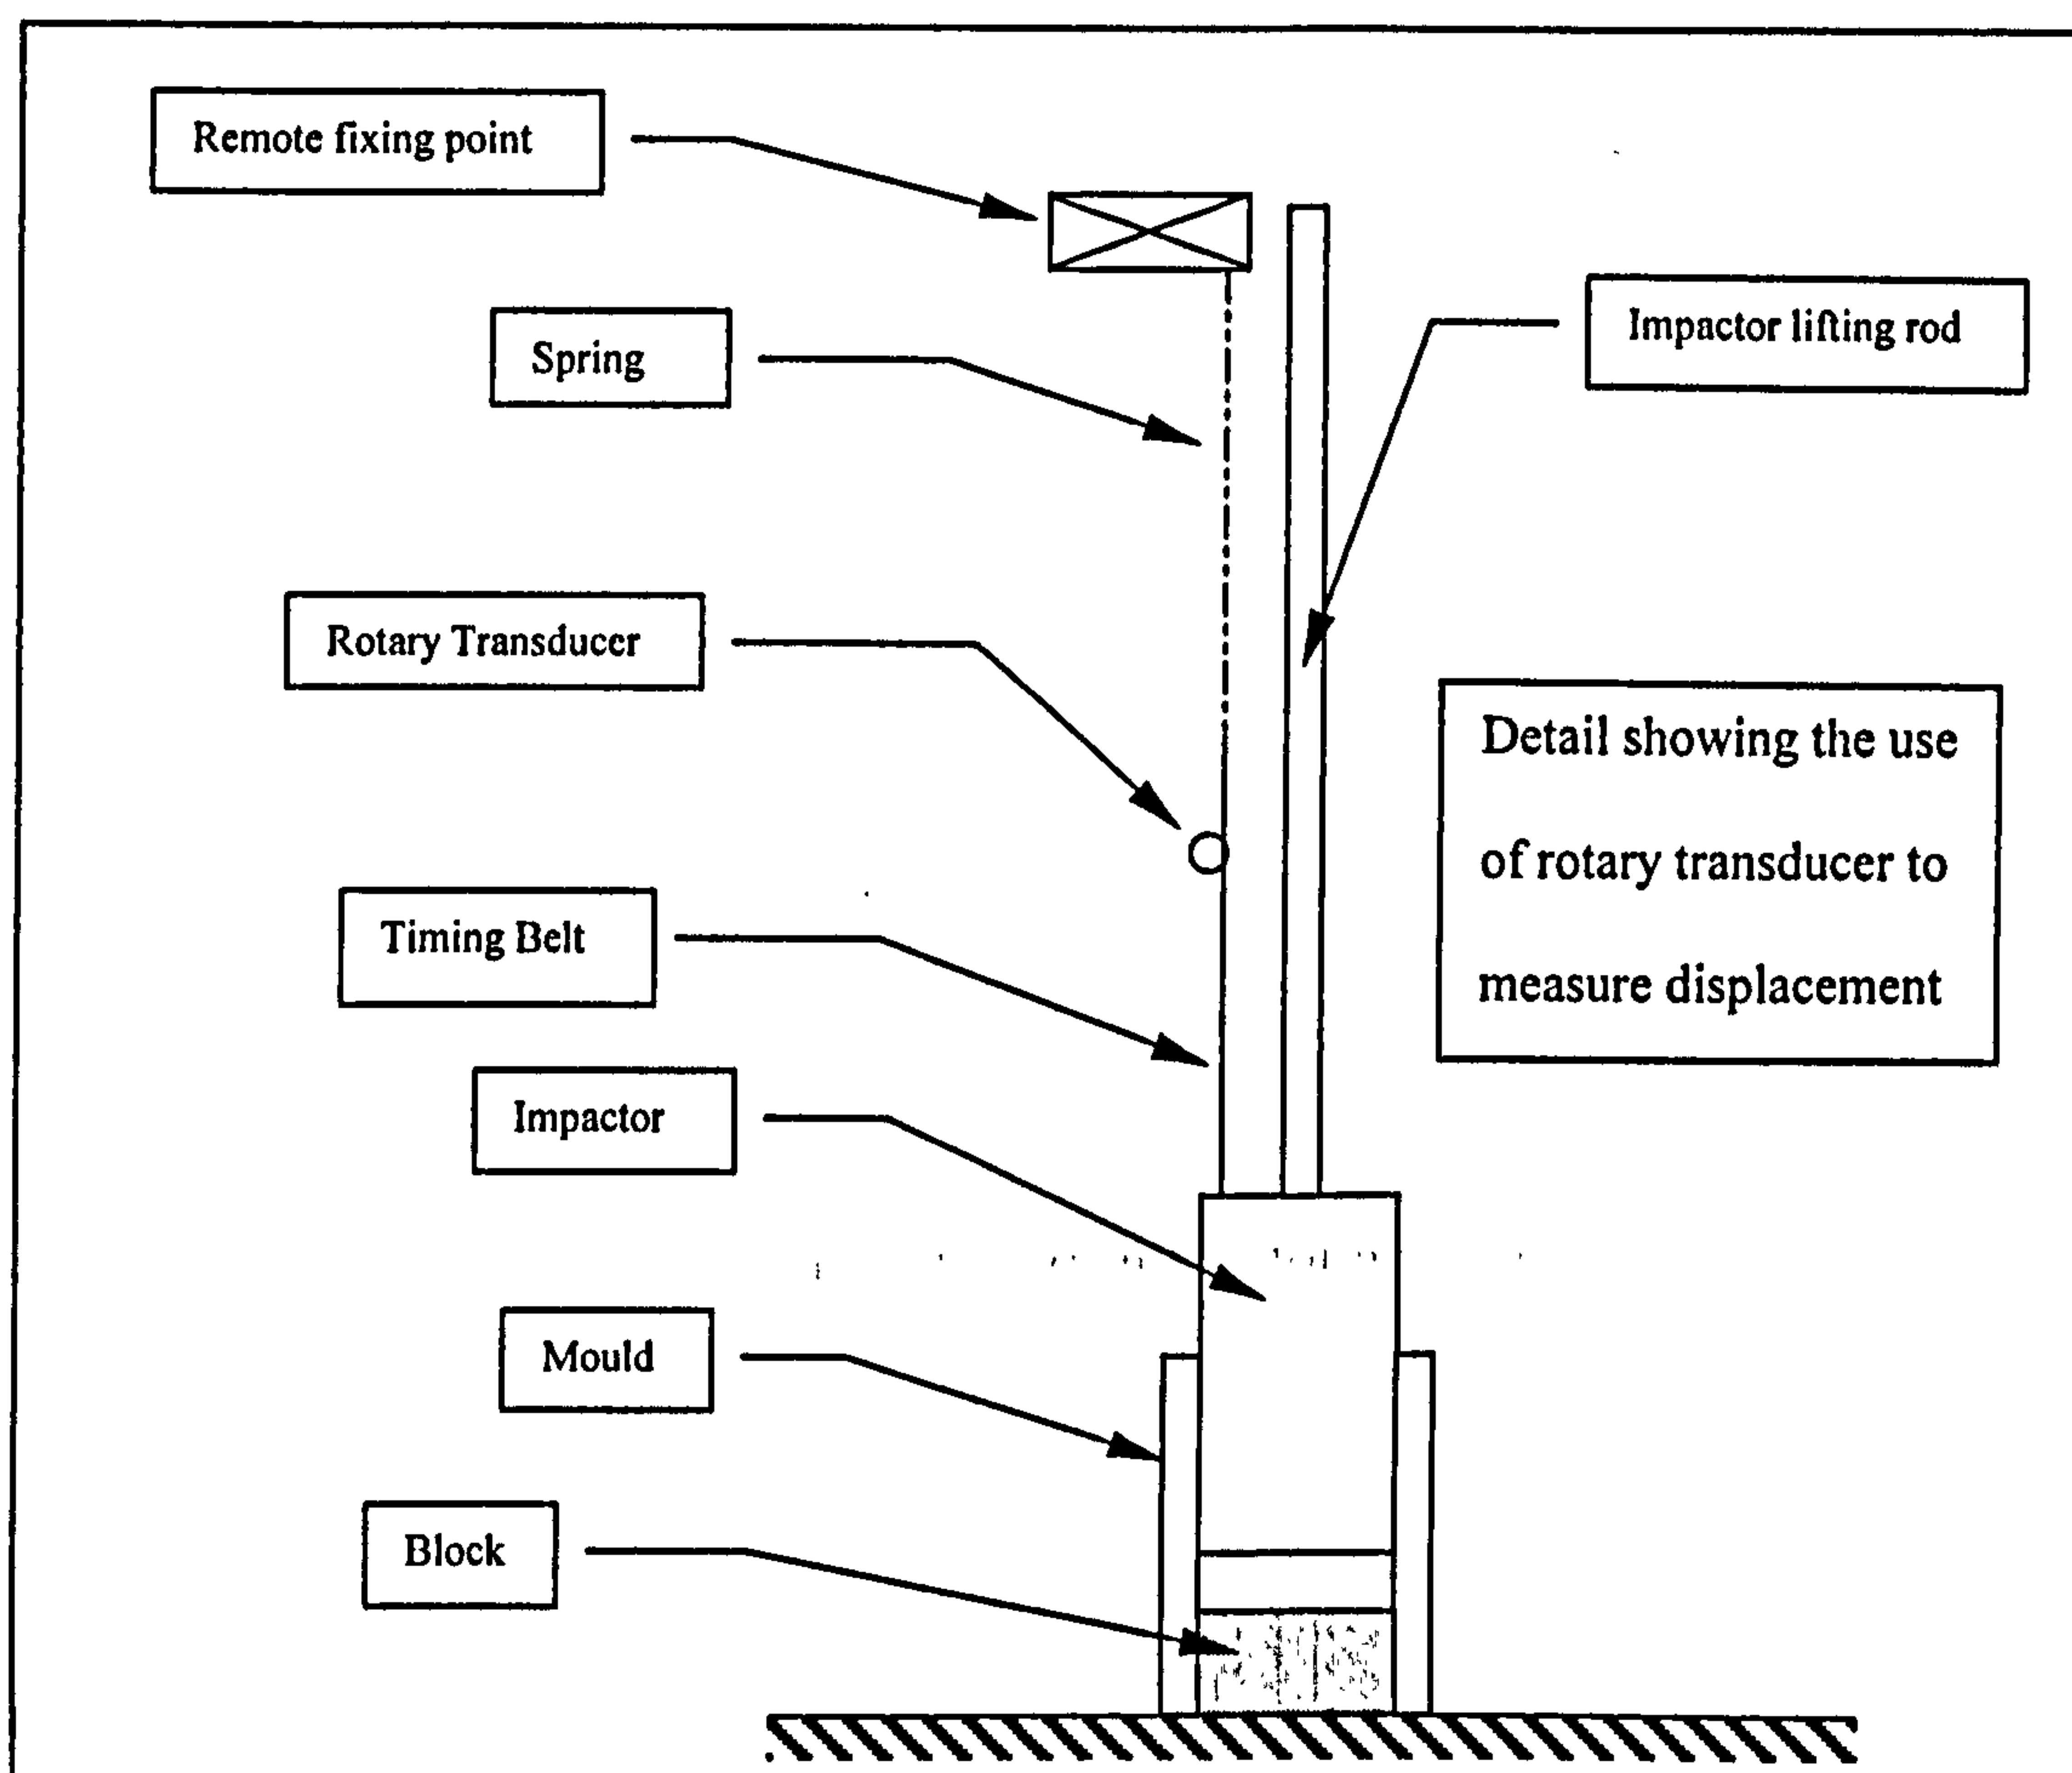 Remote fixing point
Spring
Impactor lifting rod
Rotary Transducer
Detail showing the use
of rotary transducer to
measure displacement
Timing Belt
Impactor
Mould
Block